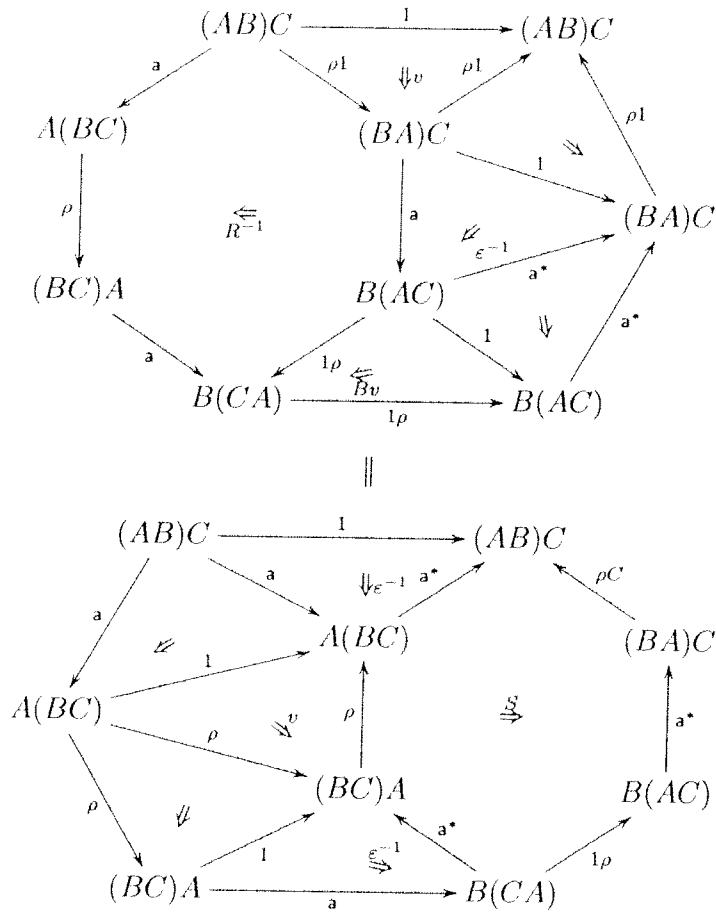 (AB)C 1 (AB)C
a ρ1 ⇓υ ρ1
A(BC) (BA)C ρ1
⇘
1
ρ a (BA)C
⇐ R⁻¹ ⇙ ε⁻¹
a*
(BC)A B(AC)
⇓ a*
a 1ρ 1
⇐ Bυ
B(CA) 1ρ B(AC)
||
(AB)C 1 (AB)C
a ⇓ε⁻¹ a* ρC
a
A(BC) (BA)C
⇙ 1
A(BC) ⇘υ ρ S ⇒ a*
ρ
(BC)A B(AC)
ρ ⇓
1 ε⁻¹ ⇒ a* 1ρ
(BC)A a B(CA)